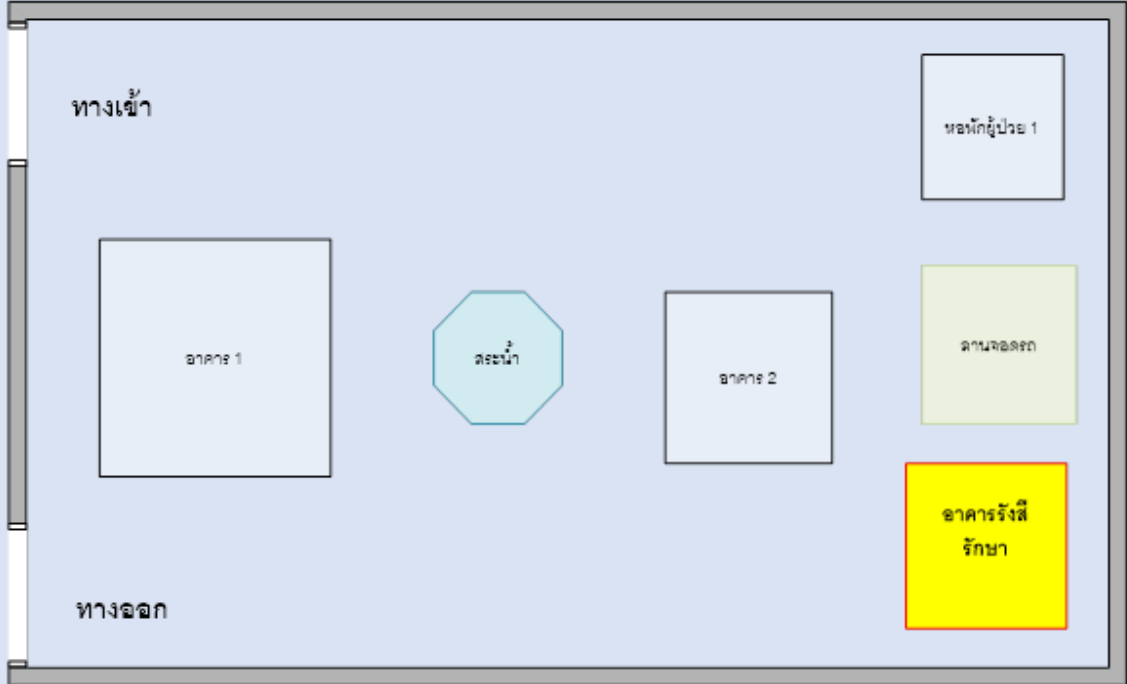 ทางเข้า
หอพักผู้ป่วย 1
อาคาร 1
สระน้ำ
อาคาร 2
ลานจอดรถ
อาคารรังสี
รักษา
ทางออก